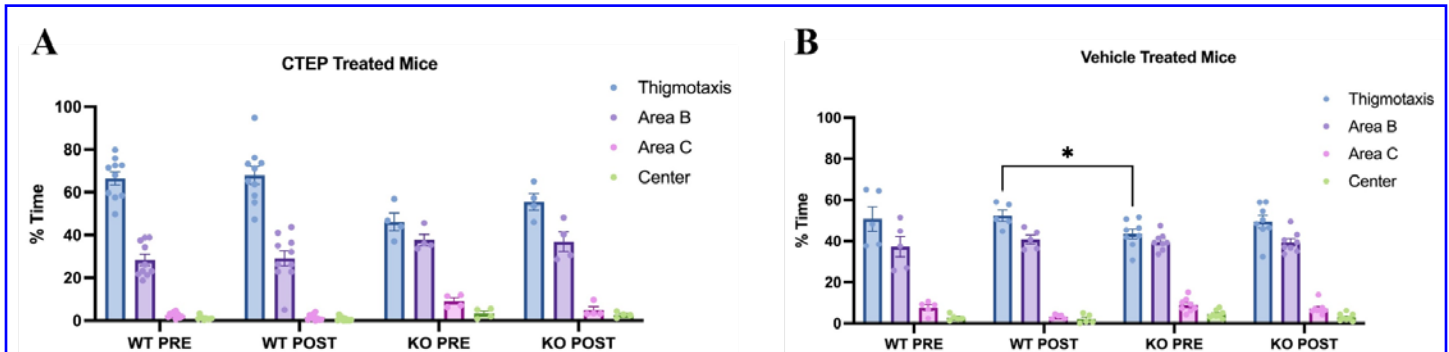 A
CTEP Treated Mice
Thigmotaxis
Area B
Area C
Center
% Time
100
80
60
40
20
0
WT PRE
WT POST
KO PRE
KO POST
B
Vehicle Treated Mice
Thigmotaxis
Area B
Area C
Center
% Time
100
80
60
40
20
0
*
WT PRE
WT POST
KO PRE
KO POST